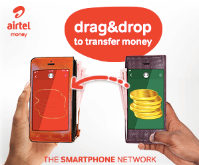 airtel
money
drag&drop
to transfer money
THE SMARTPHONE NETWORK